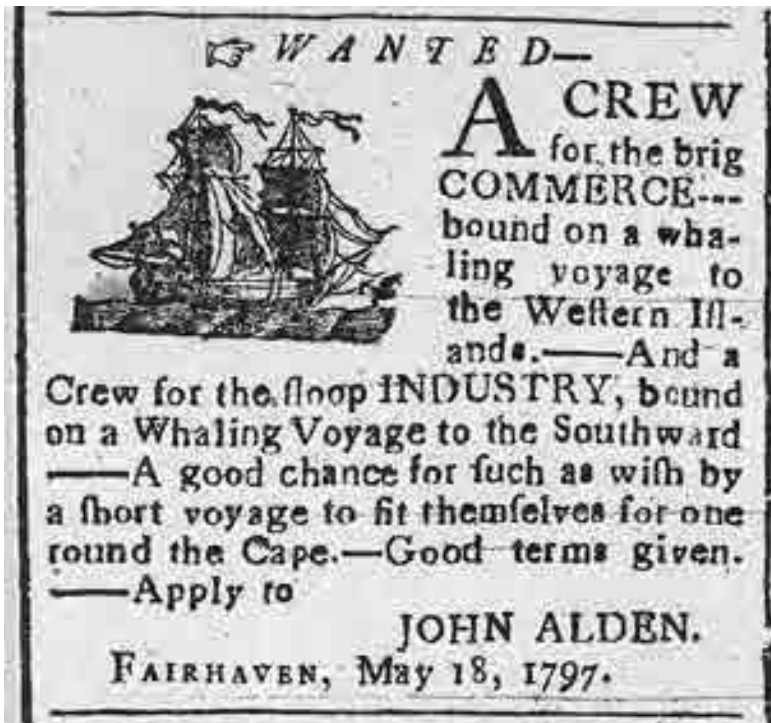 ☞ WANTED—
A CREW
for the brig
COMMERCE---
bound on a wha-
ling voyage to
the Weſtern Iſl-
ands.——And a
Crew for the ſloop INDUSTRY, bound
on a Whaling Voyage to the Southward
——A good chance for ſuch as wiſh by
a ſhort voyage to fit themſelves for one
round the Cape.—Good terms given.
——Apply to
JOHN ALDEN.
FAIRHAVEN, May 18, 1797.